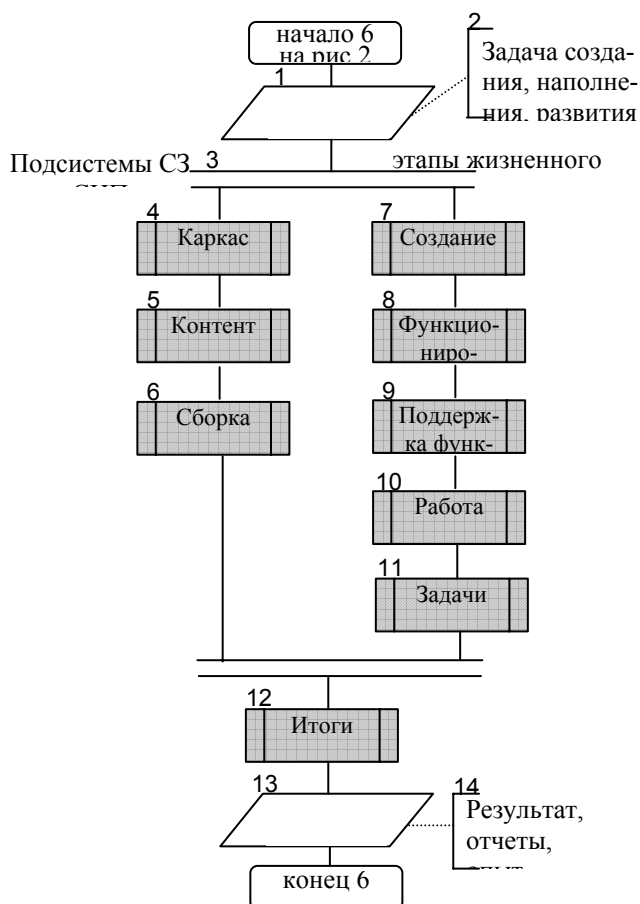 начало 6
на рис 2
1
2
Задача созда-
ния, наполне-
ния, развития
Подсистемы СЗ
3
этапы жизненного
4
Каркас
7
Создание
5
Контент
8
Функцио-
ниро-
6
Сборка
9
Поддерж-
ка функ-
10
Работа
11
Задачи
12
Итоги
13
14
Результат,
отчеты,
опыт
конец 6